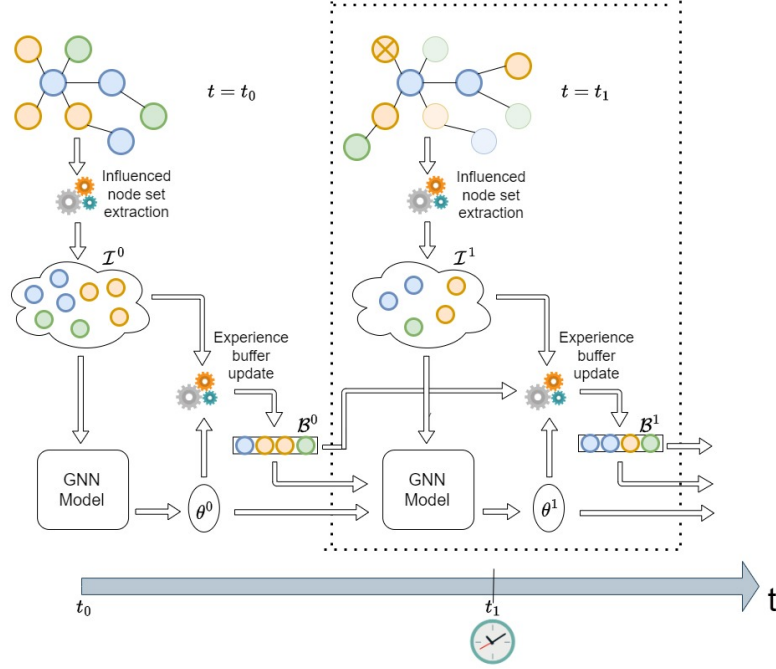 t = t₀
t = t₁
Influenced
node set
extraction
Influenced
node set
extraction
𝓘⁰
𝓘¹
Experience
buffer
update
Experience
buffer
update
𝓑⁰
𝓑¹
GNN
Model
θ⁰
GNN
Model
θ¹
t₀
t₁
t